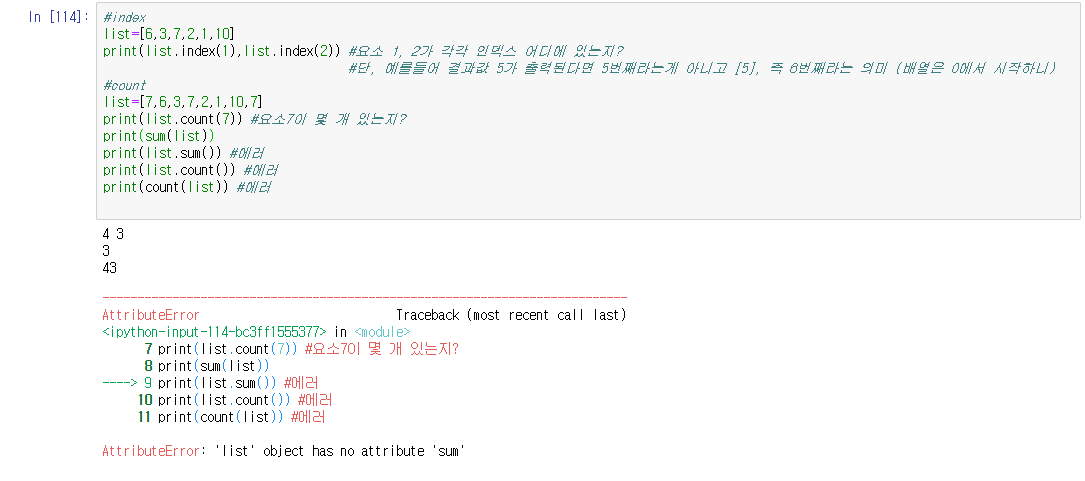 In [114]:
#index
list=[6,3,7,2,1,10]
print(list.index(1),list.index(2)) #요소 1, 2가 각각 인덱스 어디에 있는지?
#단, 예를들어 결과값 5가 출력된다면 5번째라는게 아니고 [5], 즉 6번째라는 의미 (배열은 0에서 시작하니)
#count
list=[7,6,3,7,2,1,10,7]
print(list.count(7)) #요소7이 몇 개 있는지?
print(sum(list))
print(list.sum()) #에러
print(list.count()) #에러
print(count(list)) #에러
4 3
3
43
---------------------------------------------------------------------------
AttributeError Traceback (most recent call last)
<ipython-input-114-bc3ff1555377> in <module>
7 print(list.count(7)) #요소7이 몇 개 있는지?
8 print(sum(list))
----> 9 print(list.sum()) #에러
10 print(list.count()) #에러
11 print(count(list)) #에러
AttributeError: 'list' object has no attribute 'sum'